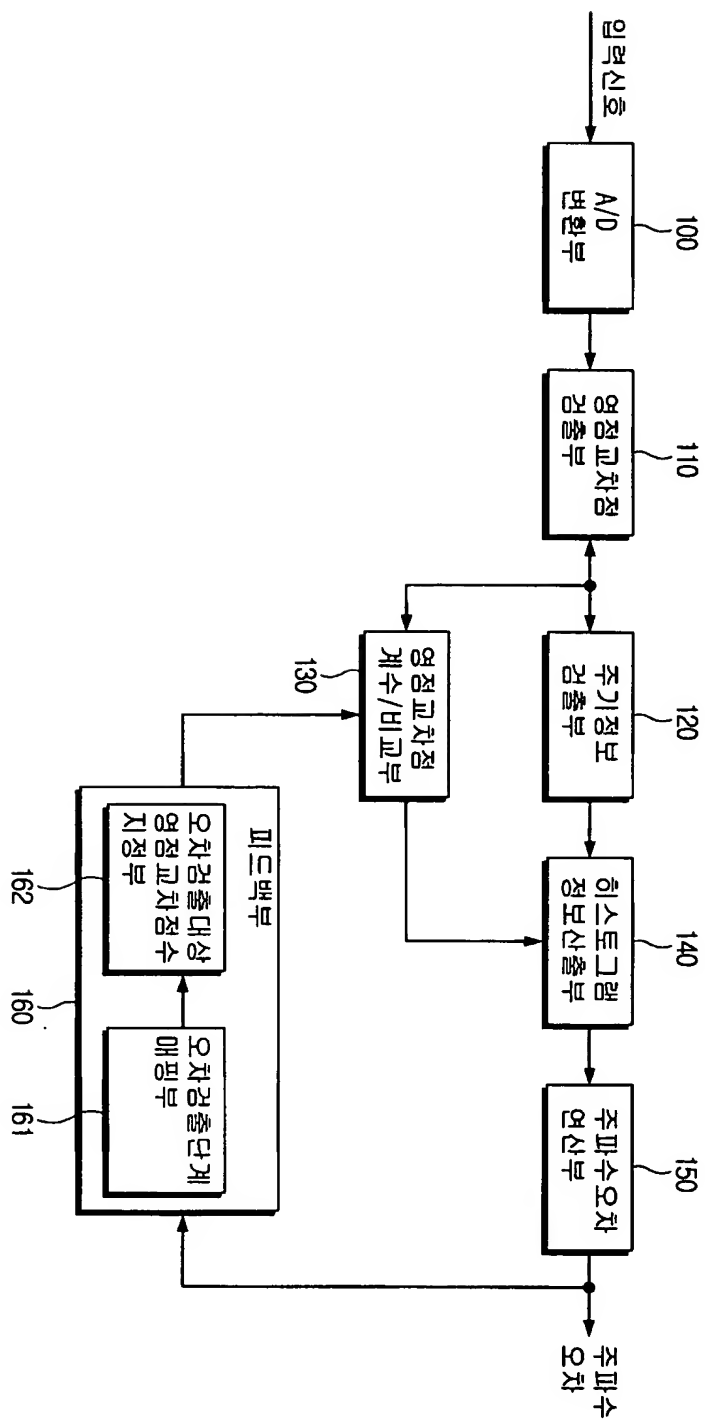 입력신호
100
A/D
변환부
110
영점교차점
검출부
120
주기정보
검출부
130
영점교차점
계수/비교부
140
히스토그램
정보산출부
150
주파수오차
연산부
주파수
오차
피드백부
오차검출대상
영점교차점수
지정부
162
160
오차검출단계
매핑부
161